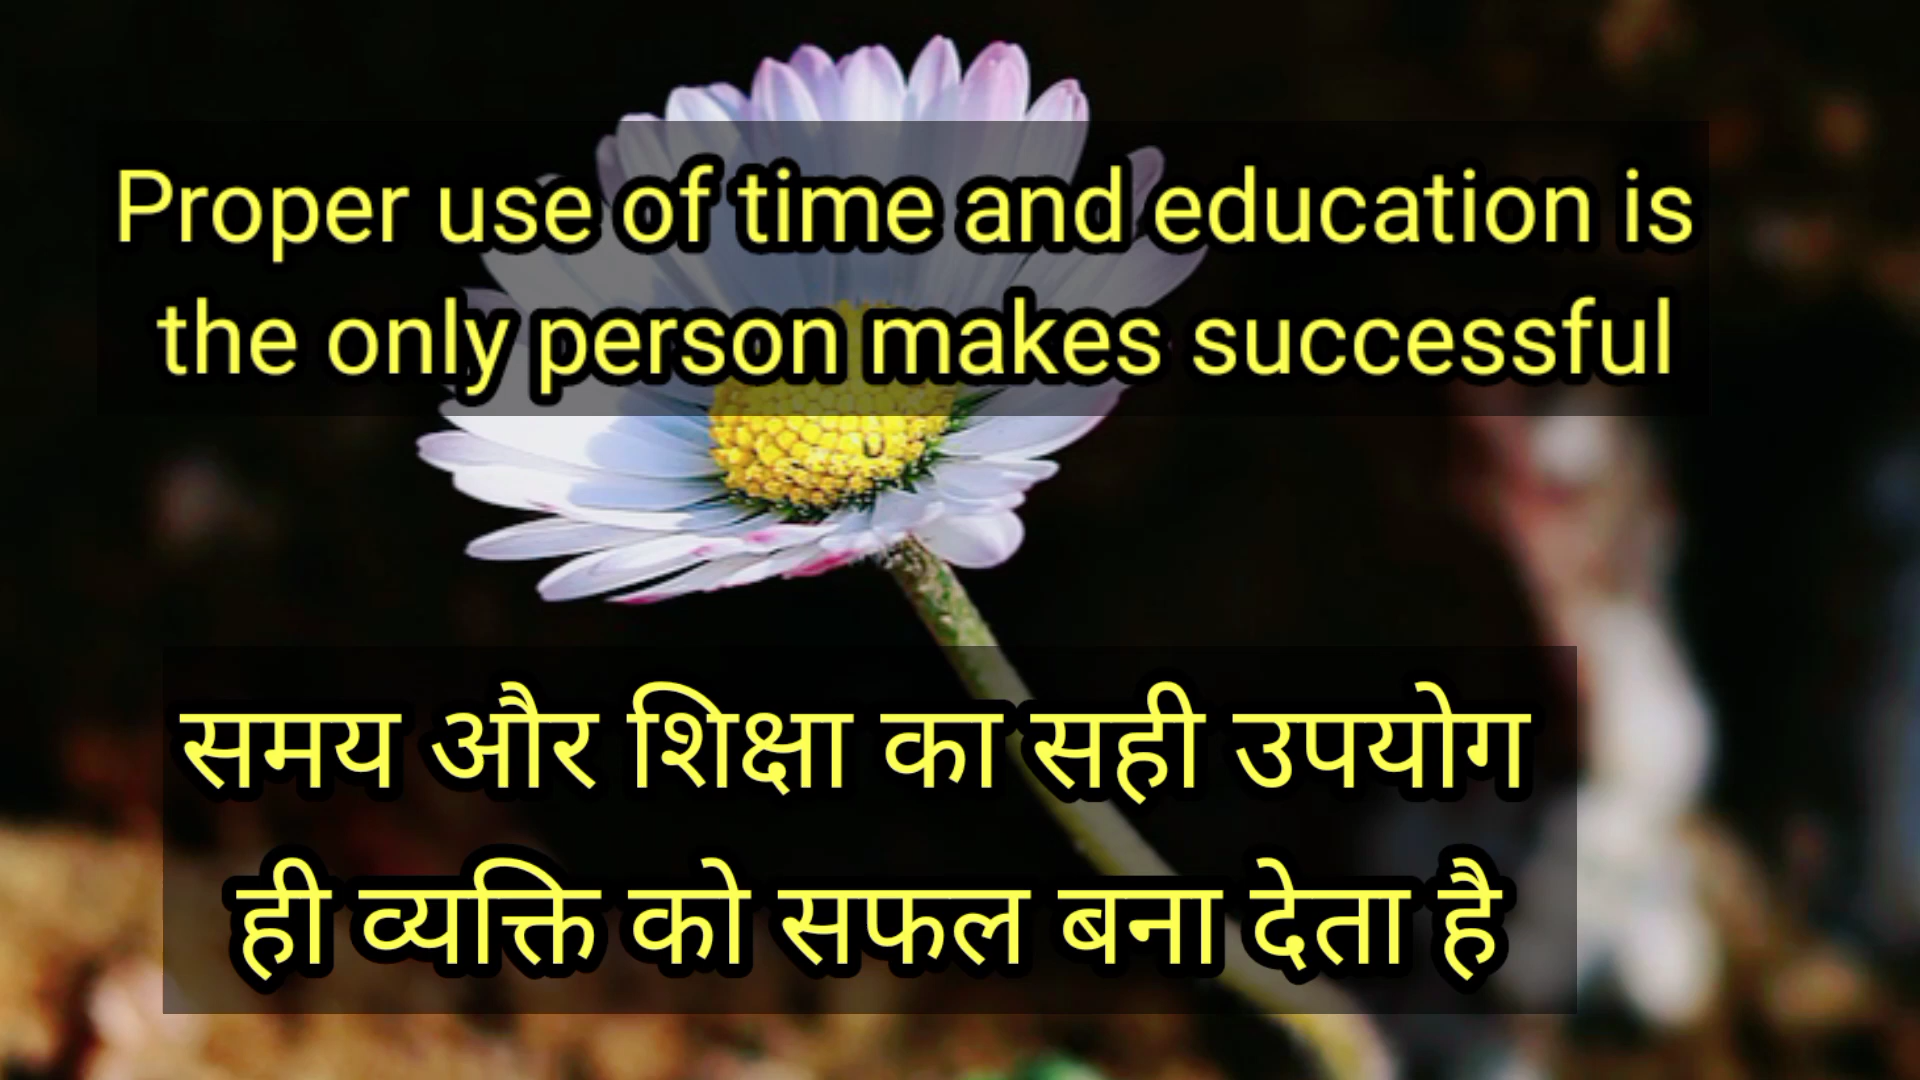 Proper use of time and education is
the only person makes successful
समय और शिक्षा का सही उपयोग
ही व्यक्ति को सफल बना देता है